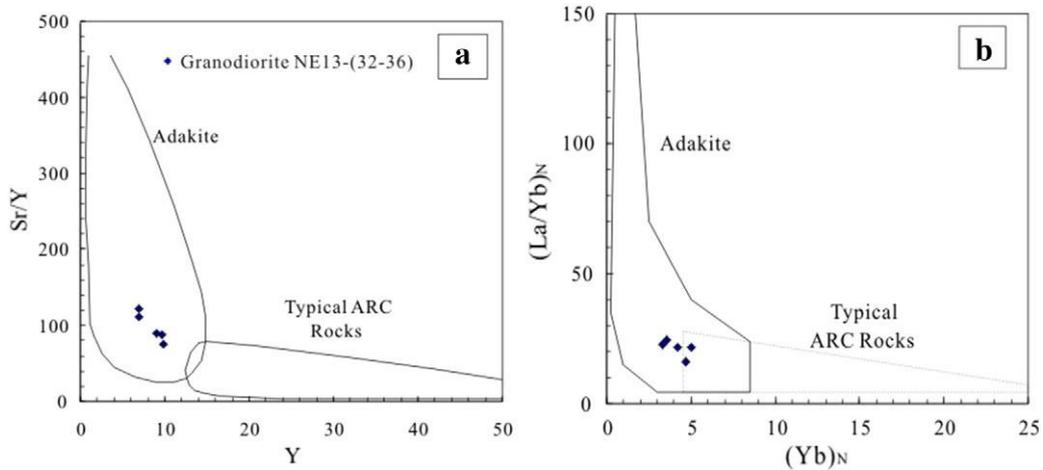 500
400
300
200
100
0
Sr/Y
a
Granodiorite NE13-(32-36)
Adakite
Typical ARC
Rocks
0 10 20 30 40 50
Y
150
100
50
0
(La/Yb)N
b
Adakite
Typical
ARC Rocks
0 5 10 15 20 25
(Yb)N